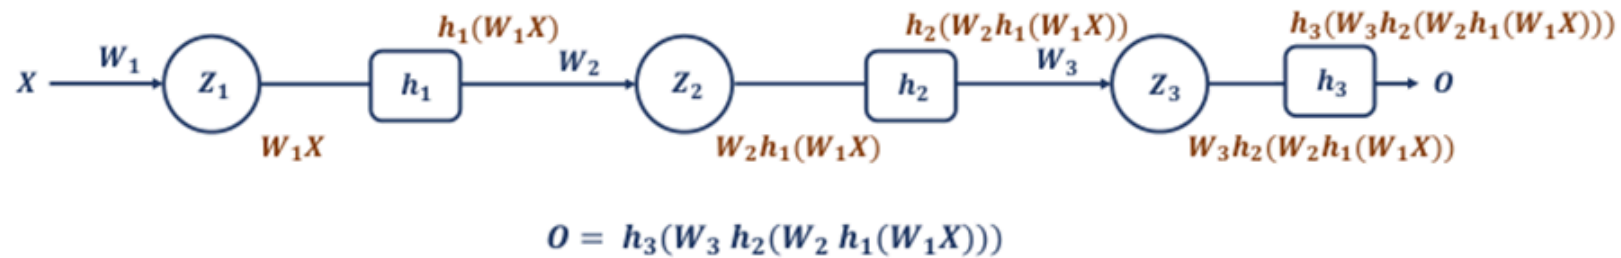 h₁(W₁X) h₂(W₂h₁(W₁X)) h₃(W₃h₂(W₂h₁(W₁X)))
X W₁ Z₁ h₁ W₂ Z₂ h₂ W₃ Z₃ h₃ O
W₁X W₂h₁(W₁X) W₃h₂(W₂h₁(W₁X))
O = h₃(W₃ h₂(W₂ h₁(W₁X)))